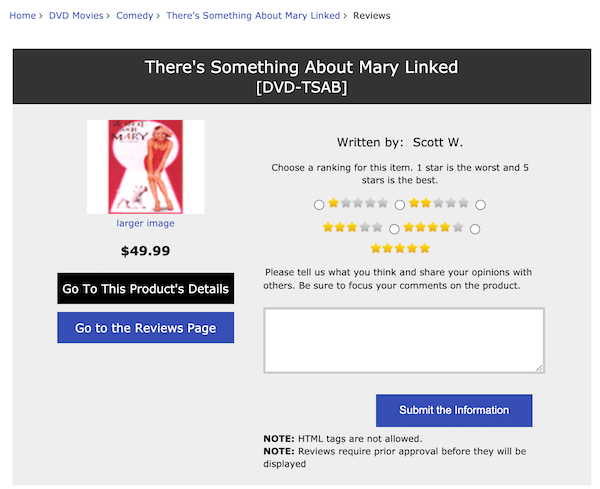 Home › DVD Movies › Comedy › There's Something About Mary Linked › Reviews
There's Something About Mary Linked
[DVD-TSAB]
MARY
larger image
$49.99
Go To This Product's Details
Go to the Reviews Page
Written by: Scott W.
Choose a ranking for this item. 1 star is the worst and 5
stars is the best.
Please tell us what you think and share your opinions with
others. Be sure to focus your comments on the product.
Submit the Information
NOTE: HTML tags are not allowed.
NOTE: Reviews require prior approval before they will be
displayed